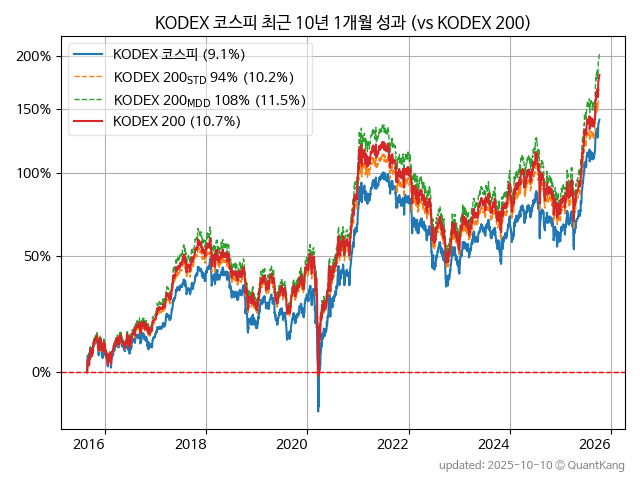 KODEX 코스피 최근 10년 1개월 성과 (vs KODEX 200)
KODEX 코스피 (9.1%)
KODEX 200STD 94% (10.2%)
KODEX 200MDD 108% (11.5%)
KODEX 200 (10.7%)
200%
150%
100%
50%
0%
2016 2018 2020 2022 2024 2026
updated: 2025-10-10 © QuantKang